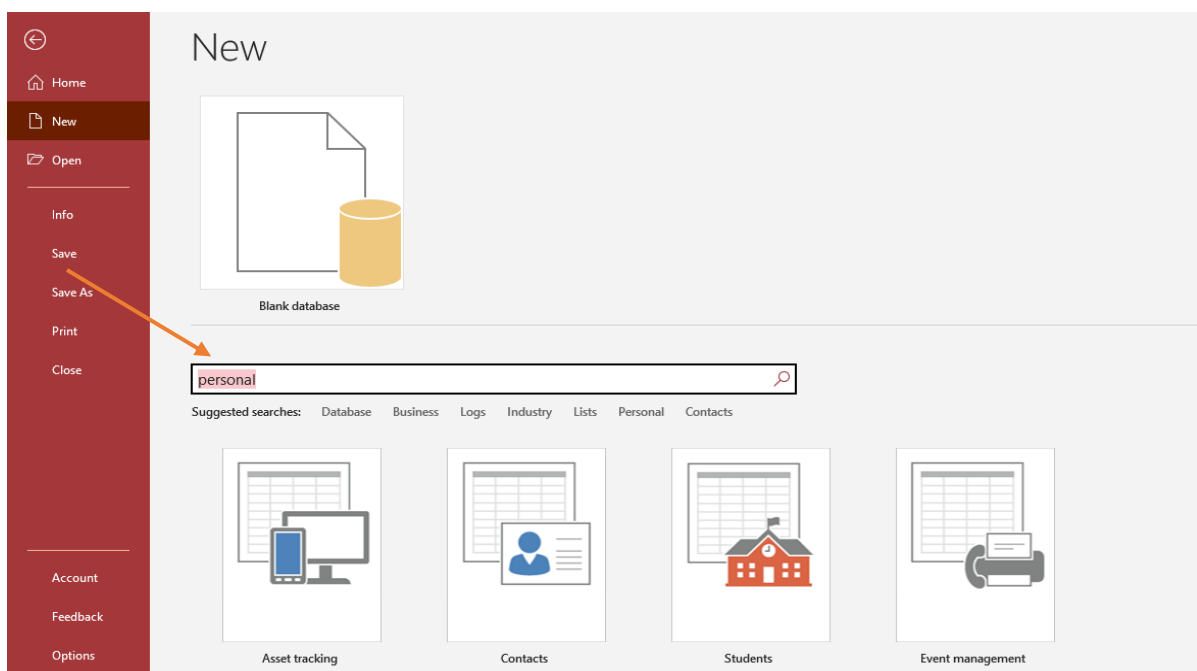 New
Home
New
Open
Info
Save
Save As
Print
Close
Account
Feedback
Options
Blank database
personal
Suggested searches: Database Business Logs Industry Lists Personal Contacts
Asset tracking
Contacts
Students
Event management